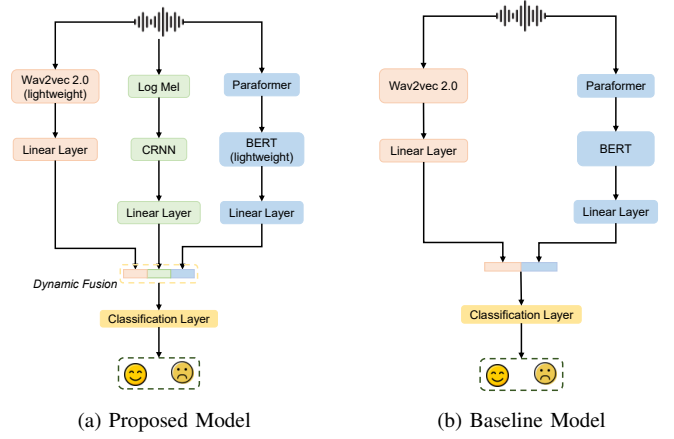 Wav2vec 2.0
(lightweight)
Log Mel
Paraformer
Linear Layer
CRNN
BERT
(lightweight)
Linear Layer
Linear Layer
Dynamic Fusion
Classification Layer
(a) Proposed Model
Wav2vec 2.0
Paraformer
Linear Layer
BERT
Linear Layer
Classification Layer
(b) Baseline Model